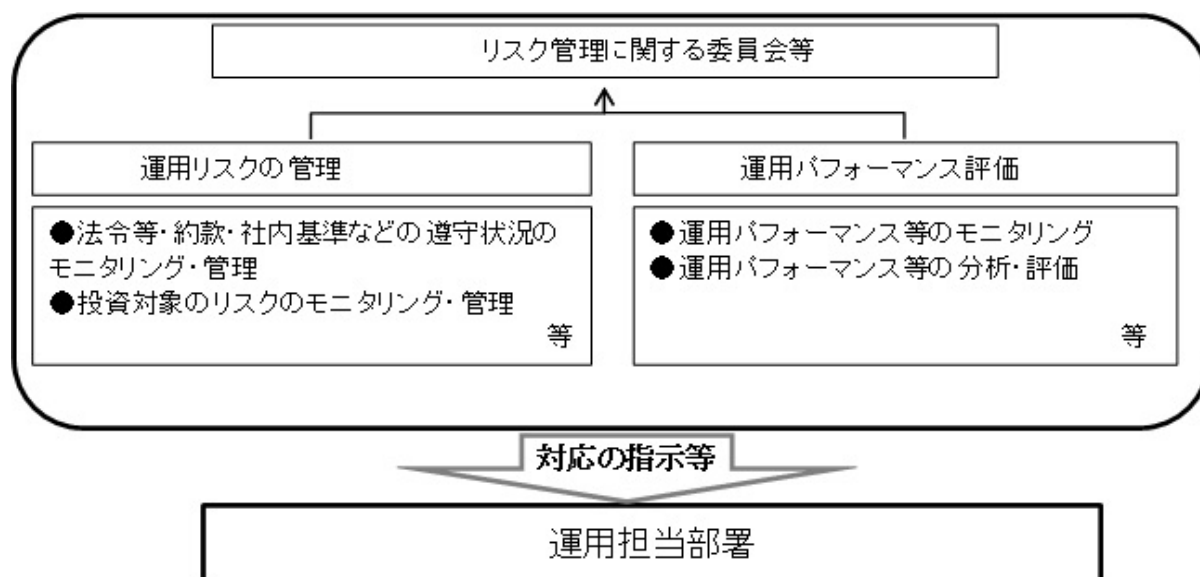 リスク管理に関する委員会等
運用リスクの管理
運用パフォーマンス評価
●法令等・約款・社内基準などの遵守状況の
モニタリング・管理
●投資対象のリスクのモニタリング・管理
等
●運用パフォーマンス等のモニタリング
●運用パフォーマンス等の分析・評価
等
対応の指示等
運用担当部署